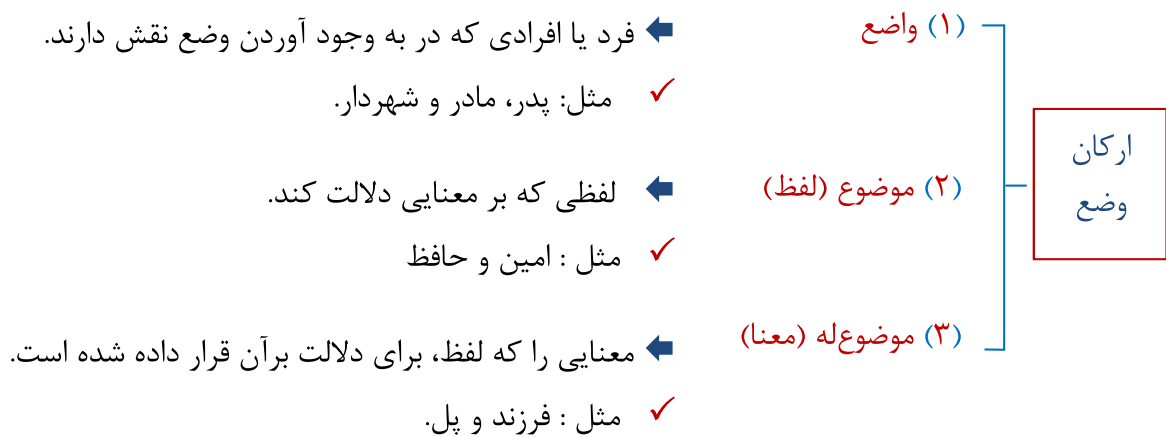 ارکان
وضع
(۱) واضع
فرد یا افرادی که در به وجود آوردن وضع نقش دارند.
مثل: پدر، مادر و شهردار.
(۲) موضوع (لفظ)
لفظی که بر معنایی دلالت کند.
مثل : امین و حافظ
(۳) موضوع‌له (معنا)
معنایی را که لفظ، برای دلالت برآن قرار داده شده است.
مثل : فرزند و پل.